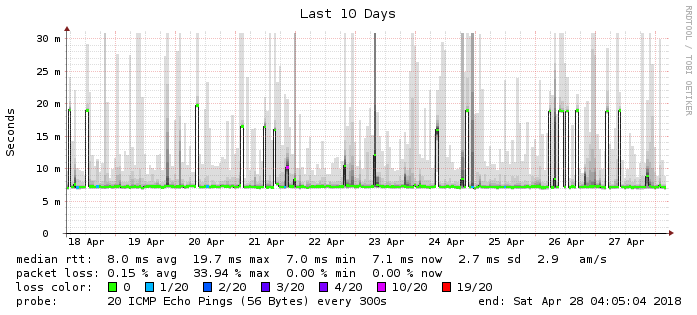 Last 10 Days
RRDTOOL / TOBI OETIKER
Seconds
30 m
25 m
20 m
15 m
10 m
5 m
0
18 Apr 19 Apr 20 Apr 21 Apr 22 Apr 23 Apr 24 Apr 25 Apr 26 Apr 27 Apr
median rtt: 8.0 ms avg 19.7 ms max 7.0 ms min 7.1 ms now 2.7 ms sd 2.9 am/s
packet loss: 0.15 % avg 33.94 % max 0.00 % min 0.00 % now
loss color: 0 1/20 2/20 3/20 4/20 10/20 19/20
probe: 20 ICMP Echo Pings (56 Bytes) every 300s end: Sat Apr 28 04:05:04 2018